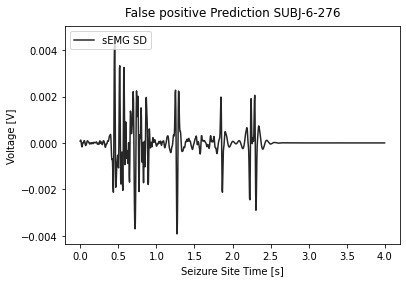 False positive Prediction SUBJ-6-276
sEMG SD
Voltage [V]
0.004
0.002
0.000
−0.002
−0.004
0.0 0.5 1.0 1.5 2.0 2.5 3.0 3.5 4.0
Seizure Site Time [s]